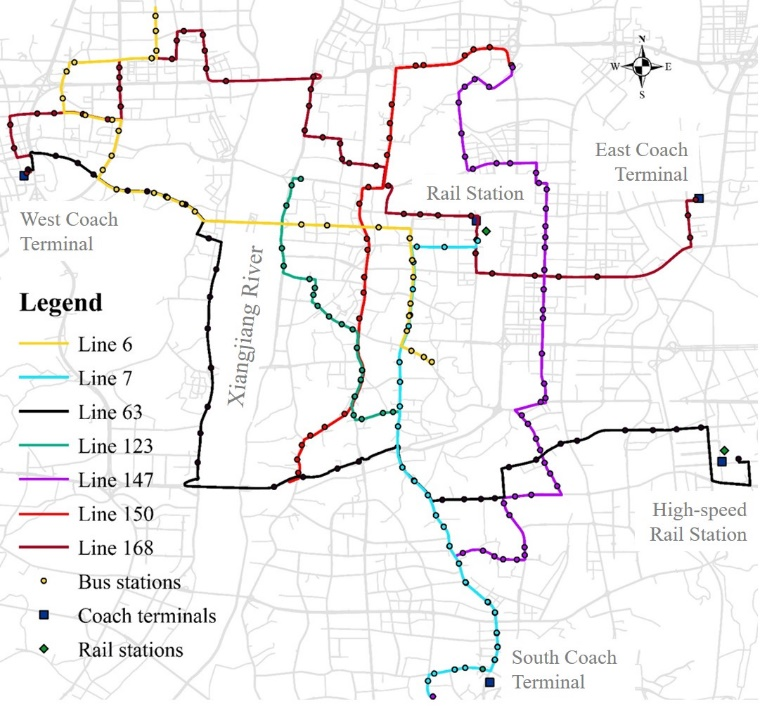 N
W
E
S
East Coach
Terminal
Rail Station
West Coach
Terminal
Xiangjiang River
Legend
Line 6
Line 7
Line 63
Line 123
Line 147
Line 150
Line 168
Bus stations
Coach terminals
Rail stations
High-speed
Rail Station
South Coach
Terminal